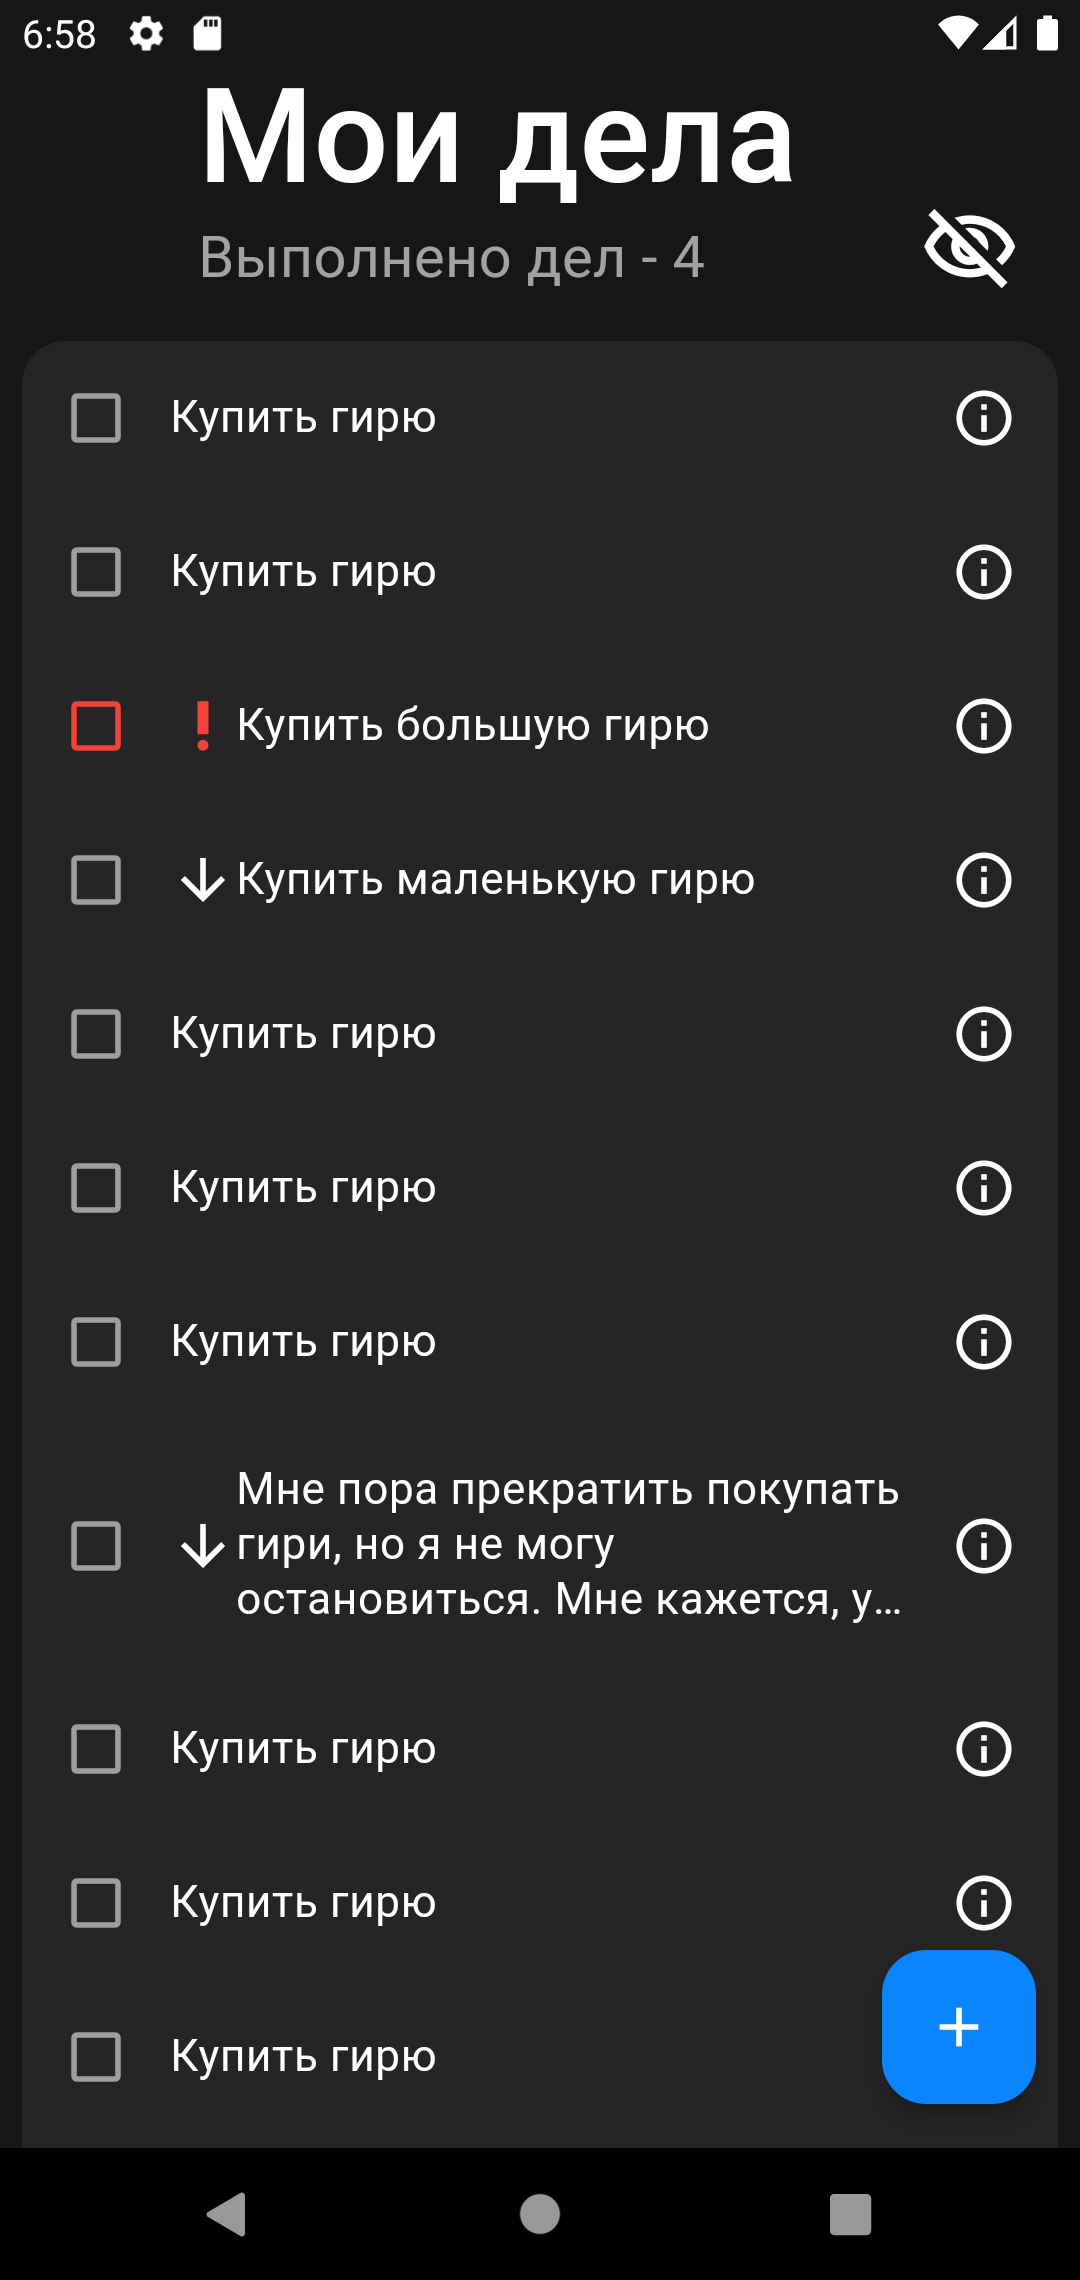 6:58
Мои дела
Выполнено дел - 4
Купить гирю
Купить гирю
Купить большую гирю
Купить маленькую гирю
Купить гирю
Купить гирю
Купить гирю
Мне пора прекратить покупать
гири, но я не могу
остановиться. Мне кажется, у...
Купить гирю
Купить гирю
Купить гирю